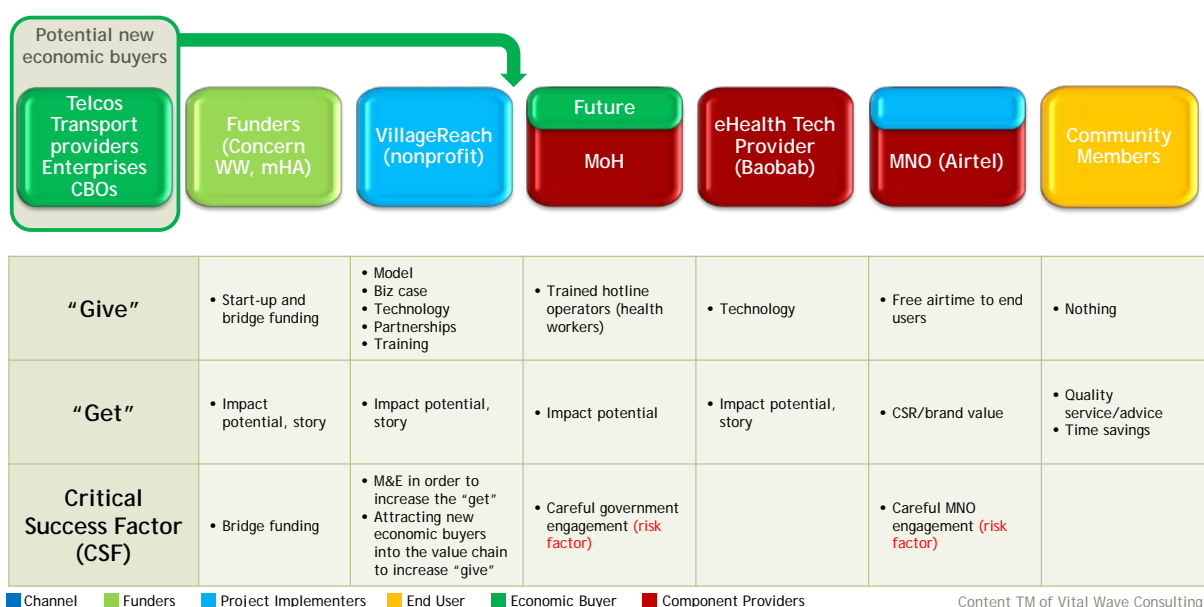 Potential new
economic buyers
Telcos
Transport
providers
Enterprises
CBOs
Funders
(Concern
WW, mHA)
VillageReach
(nonprofit)
Future
MoH
eHealth Tech
Provider
(Baobab)
MNO (Airtel)
Community
Members
“Give”
• Start-up and
bridge funding
• Model
• Biz case
• Technology
• Partnerships
• Training
• Trained hotline
operators (health
workers)
• Technology
• Free airtime to end
users
• Nothing
“Get”
• Impact
potential, story
• Impact potential,
story
• Impact potential
• Impact potential,
story
• CSR/brand value
• Quality
service/advice
• Time savings
Critical
Success Factor
(CSF)
• Bridge funding
• M&E in order to
increase the “get”
• Attracting new
economic buyers
into the value chain
to increase “give”
• Careful government
engagement (risk
factor)
• Careful MNO
engagement (risk
factor)
Channel
Funders
Project Implementers
End User
Economic Buyer
Component Providers
Content TM of Vital Wave Consulting